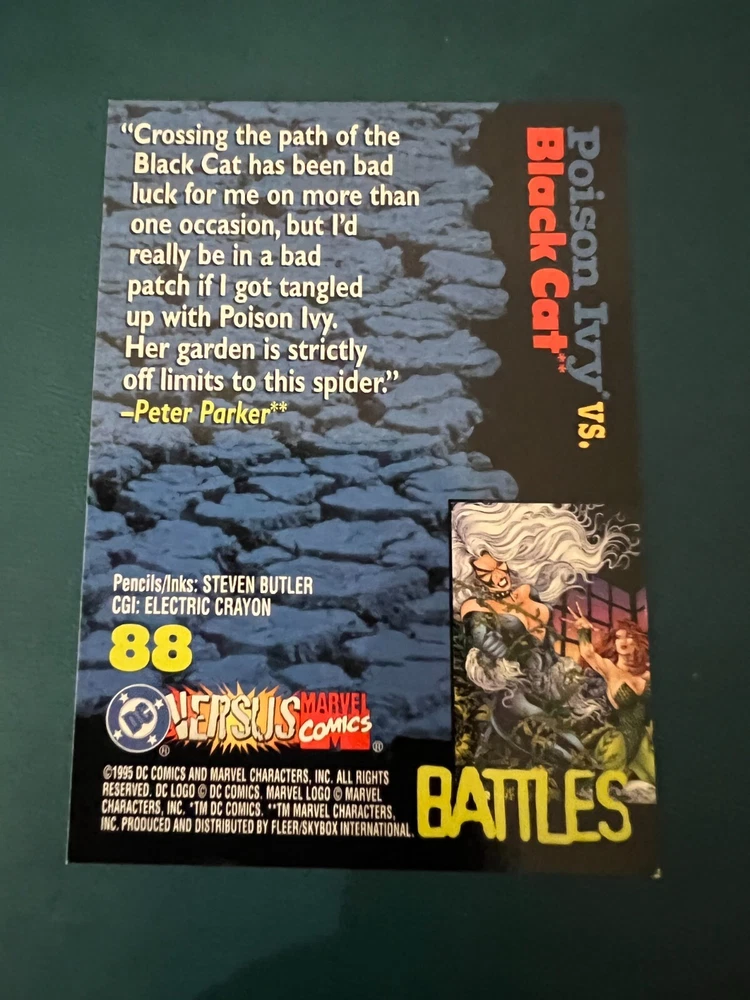 “Crossing the path of the
Black Cat has been bad
luck for me on more than
one occasion, but I’d
really be in a bad
patch if I got tangled
up with Poison Ivy.
Her garden is strictly
off limits to this spider.”
–Peter Parker**
Poison Ivy* vs.
Black Cat**
Pencils/Inks: STEVEN BUTLER
CGI: ELECTRIC CRAYON
88
DC ® VERSUS MARVEL COMICS ®
©1995 DC COMICS AND MARVEL CHARACTERS, INC. ALL RIGHTS
RESERVED. DC LOGO © DC COMICS. MARVEL LOGO © MARVEL
CHARACTERS, INC. *TM DC COMICS. **TM MARVEL CHARACTERS,
INC. PRODUCED AND DISTRIBUTED BY FLEER/SKYBOX INTERNATIONAL.
BATTLES